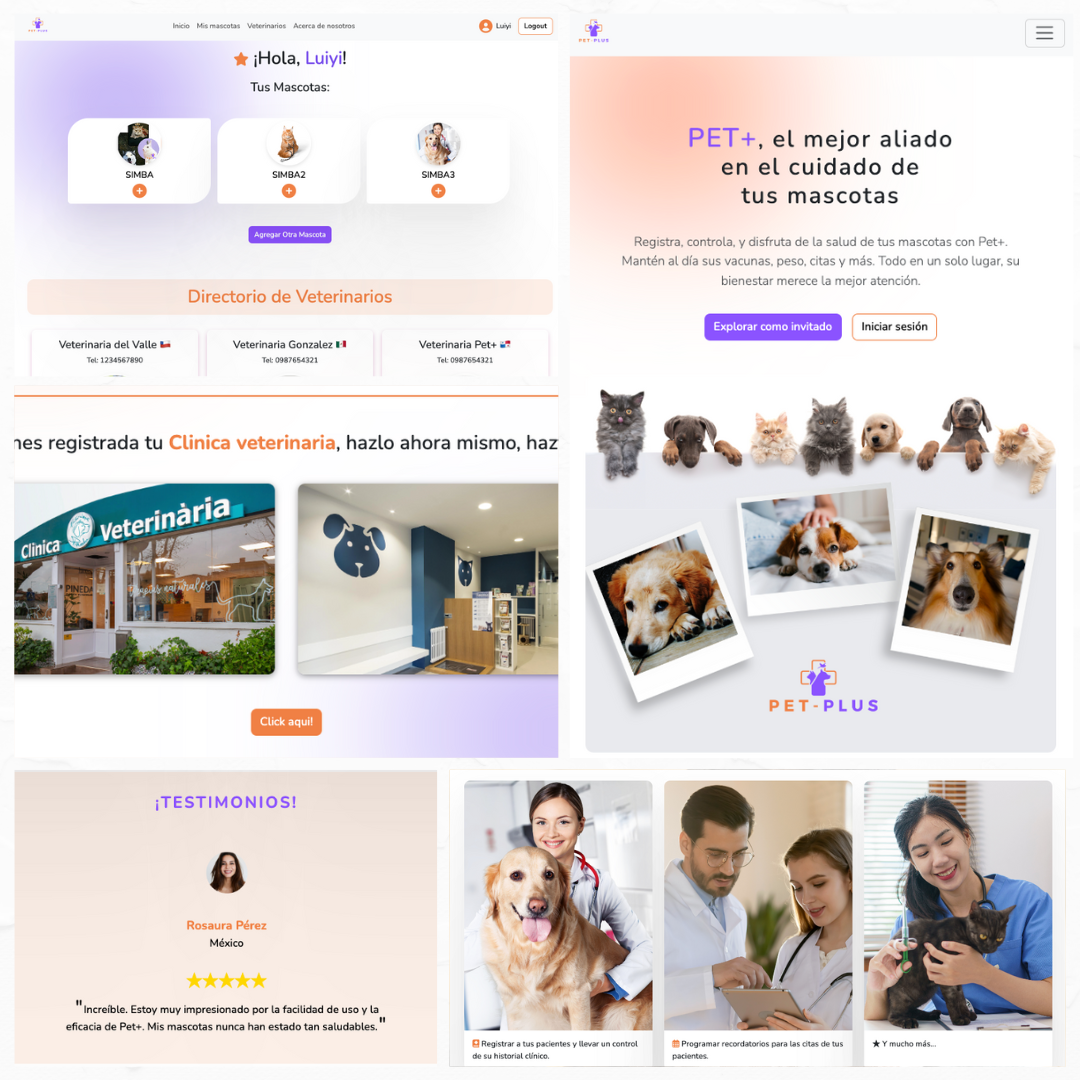 PET-PLUS
Inicio Mis mascotas Veterinarios Acerca de nosotros
Luiyi Logout
¡Hola, Luiyi!
Tus Mascotas:
SIMBA
SIMBA2
SIMBA3
Agregar Otra Mascota
Directorio de Veterinarios
Veterinaria del Valle 🇨🇱
Tel: 1234567890
Veterinaria Gonzalez 🇲🇽
Tel: 0987654321
Veterinaria Pet+ 🇵🇦
Tel: 0987654321
nes registrada tu Clinica veterinaria, hazlo ahora mismo, haz
Clínica Veterinària
PINEDA
Click aqui!
PET-PLUS
PET+, el mejor aliado
en el cuidado de
tus mascotas
Registra, controla, y disfruta de la salud de tus mascotas con Pet+.
Mantén al día sus vacunas, peso, citas y más. Todo en un solo lugar, su
bienestar merece la mejor atención.
Explorar como invitado
Iniciar sesión
PET-PLUS
¡TESTIMONIOS!
Rosaura Pérez
México
★★★★★
"Increíble. Estoy muy impresionado por la facilidad de uso y la
eficacia de Pet+. Mis mascotas nunca han estado tan saludables."
Registrar a tus pacientes y llevar un control
de su historial clínico.
Programar recordatorios para las citas de tus
pacientes.
★ Y mucho más...